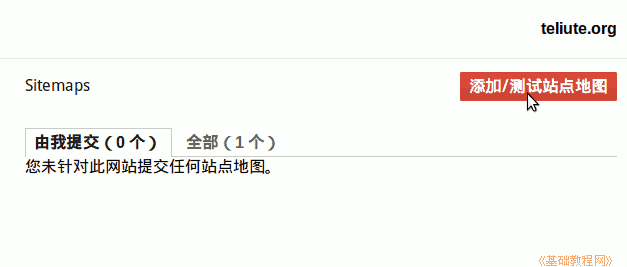 teliute.org
Sitemaps
添加/测试站点地图
由我提交（0 个） 全部（1 个）
您未针对此网站提交任何站点地图。
《基础教程网》